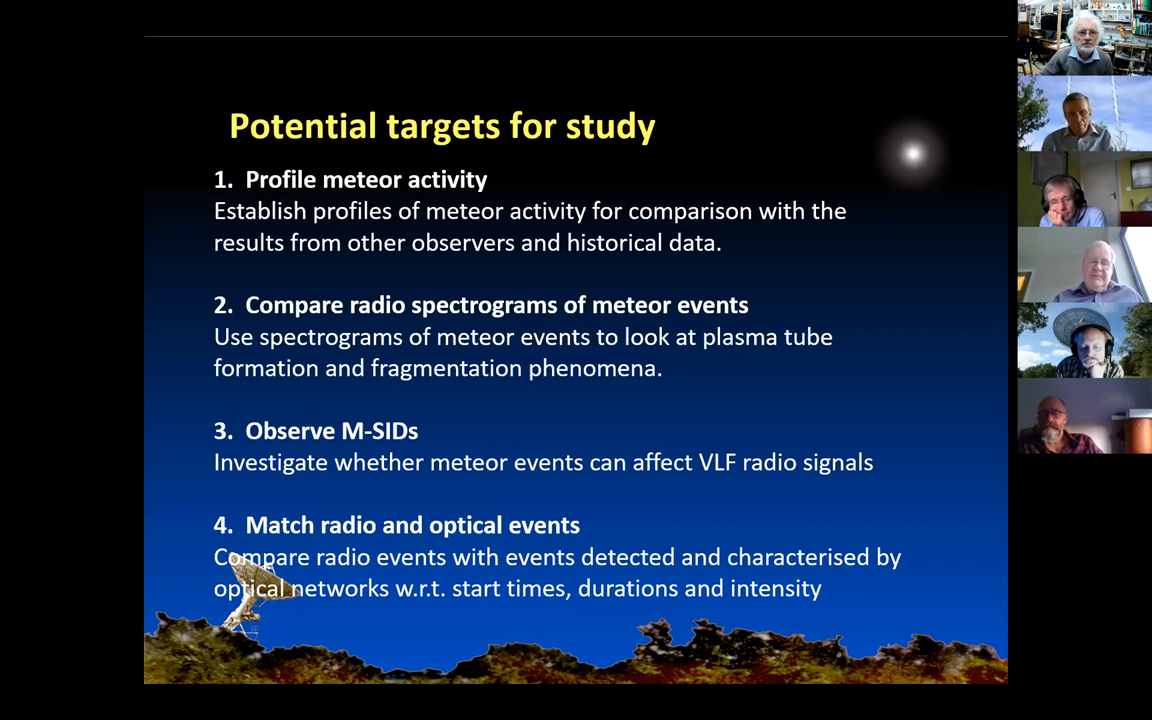 Potential targets for study
1. Profile meteor activity
Establish profiles of meteor activity for comparison with the
results from other observers and historical data.
2. Compare radio spectrograms of meteor events
Use spectrograms of meteor events to look at plasma tube
formation and fragmentation phenomena.
3. Observe M-SIDs
Investigate whether meteor events can affect VLF radio signals
4. Match radio and optical events
Compare radio events with events detected and characterised by
optical networks w.r.t. start times, durations and intensity